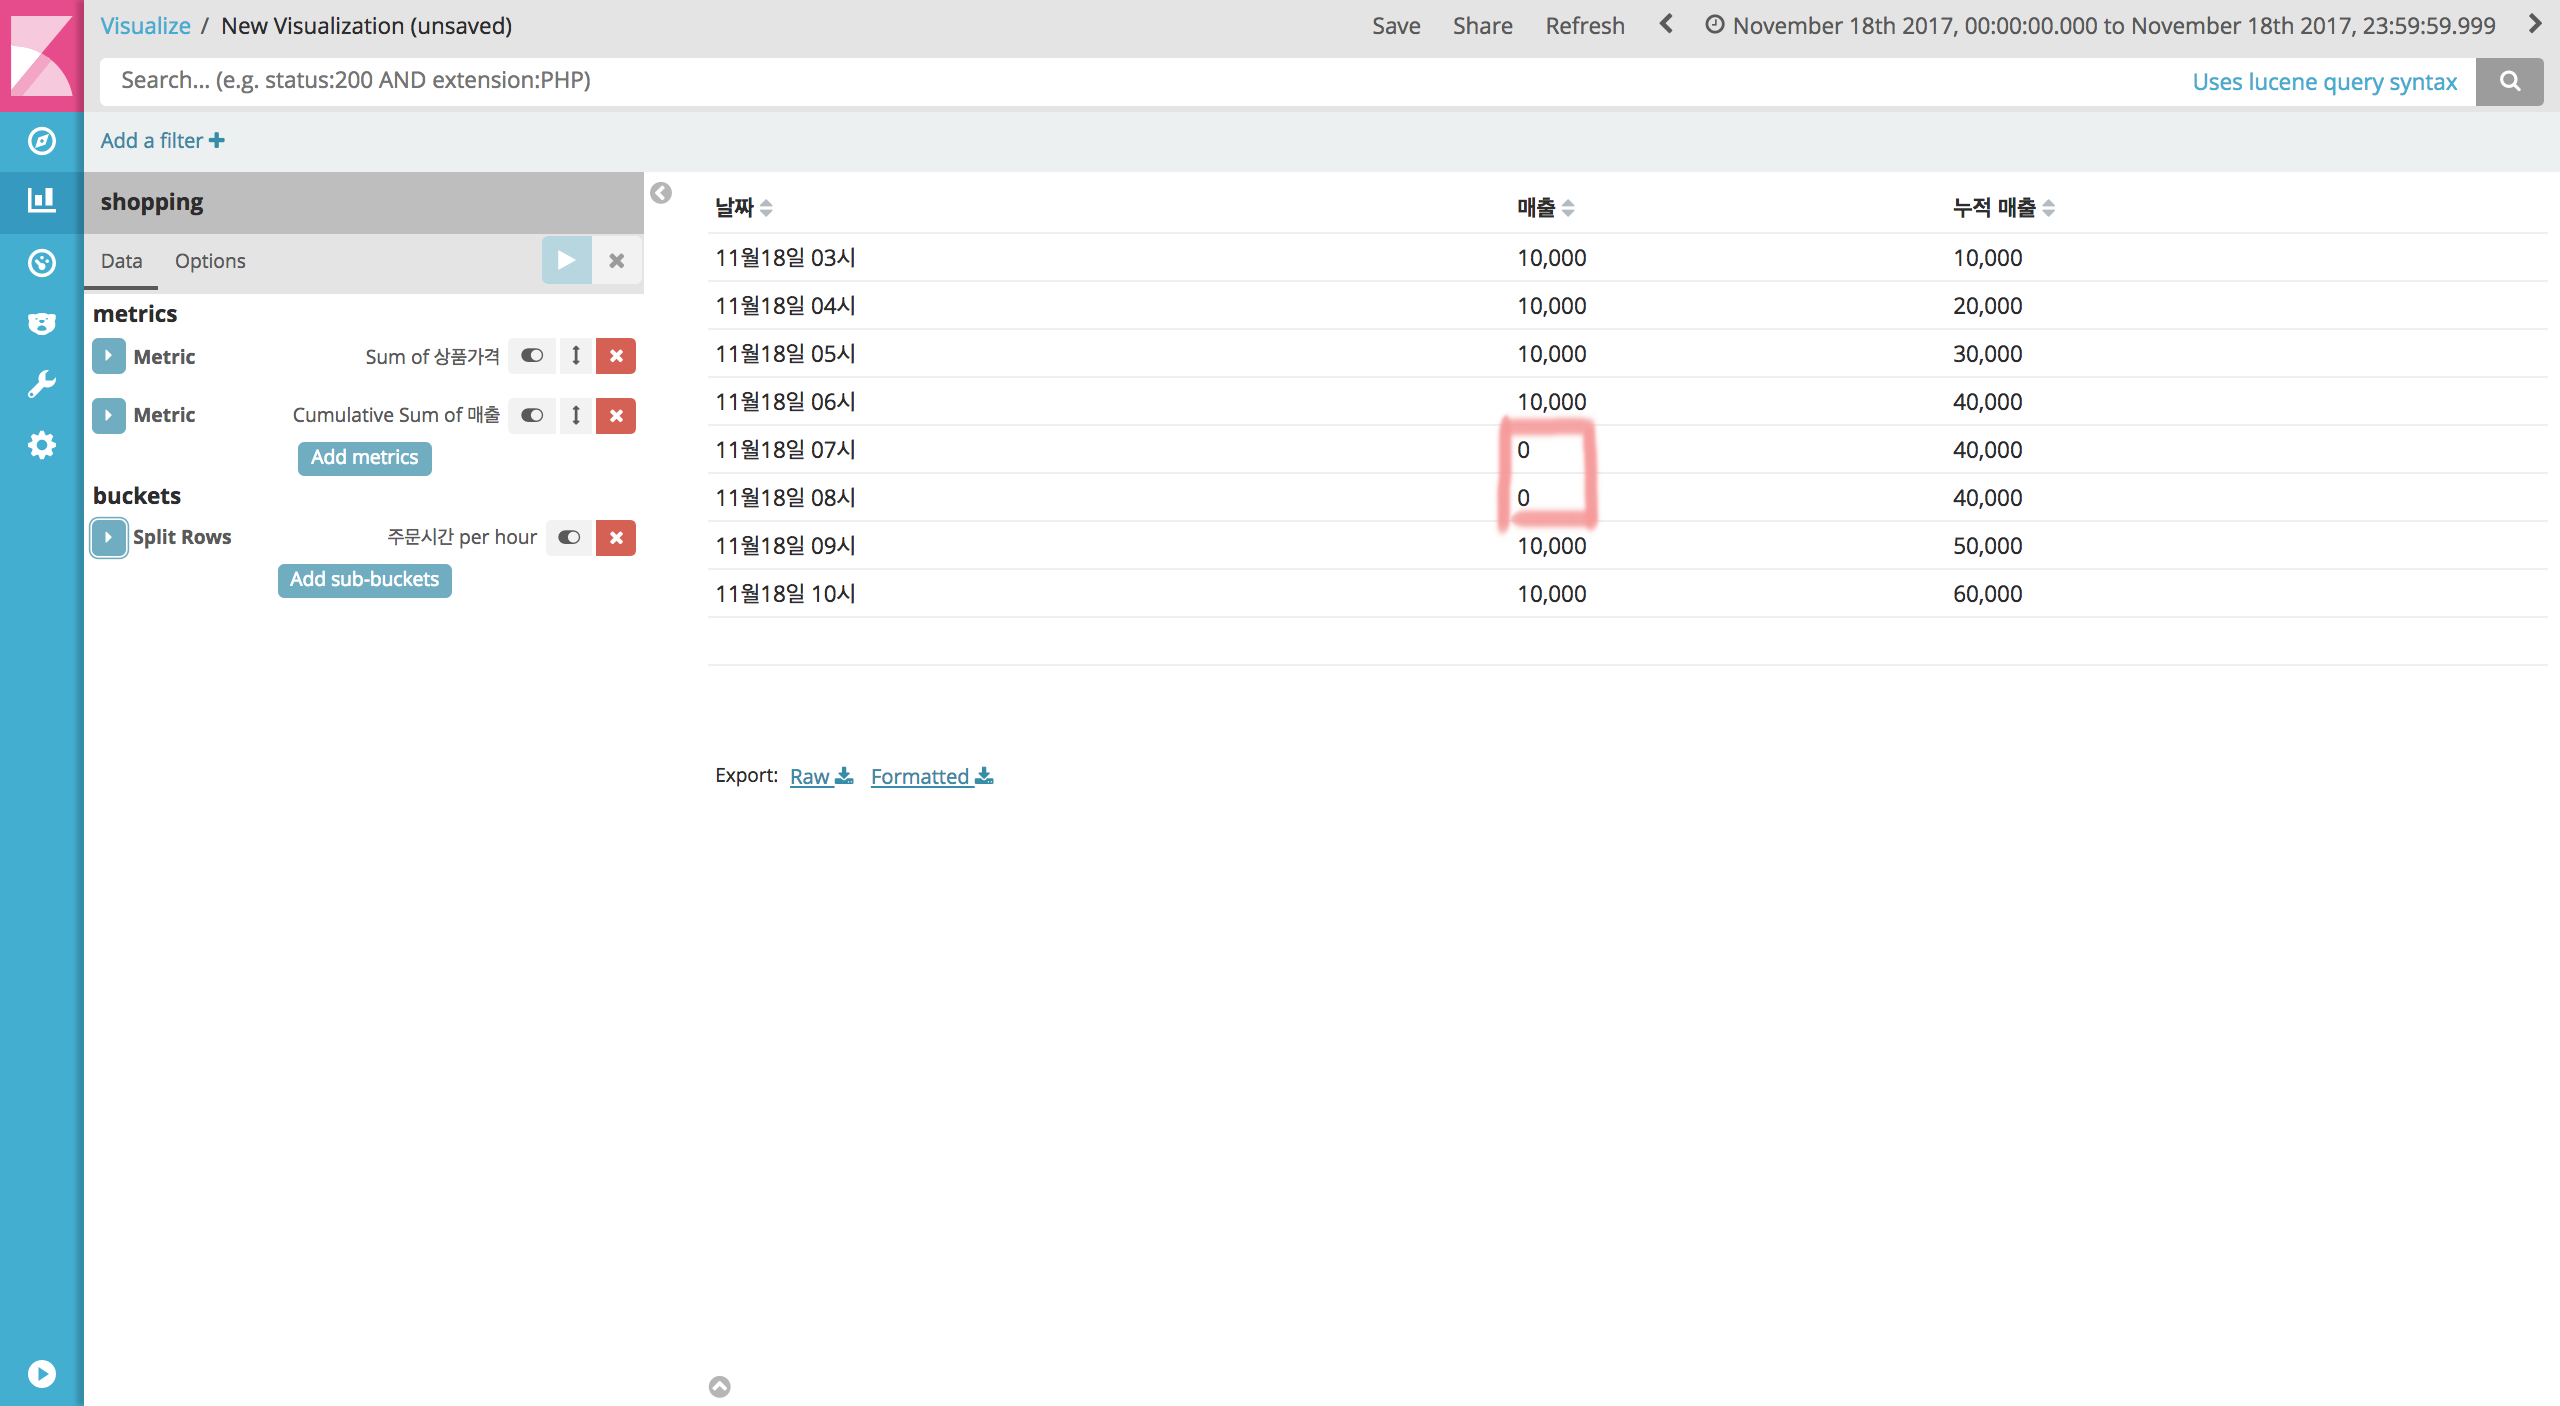 Visualize / New Visualization (unsaved)
Save Share Refresh November 18th 2017, 00:00:00.000 to November 18th 2017, 23:59:59.999
Search... (e.g. status:200 AND extension:PHP)
Uses lucene query syntax
Add a filter
shopping
Data Options
metrics
Metric Sum of 상품가격
Metric Cumulative Sum of 매출
Add metrics
buckets
Split Rows 주문시간 per hour
Add sub-buckets
날짜 매출 누적 매출
11월18일 03시 10,000 10,000
11월18일 04시 10,000 20,000
11월18일 05시 10,000 30,000
11월18일 06시 10,000 40,000
11월18일 07시 0 40,000
11월18일 08시 0 40,000
11월18일 09시 10,000 50,000
11월18일 10시 10,000 60,000
Export: Raw Formatted